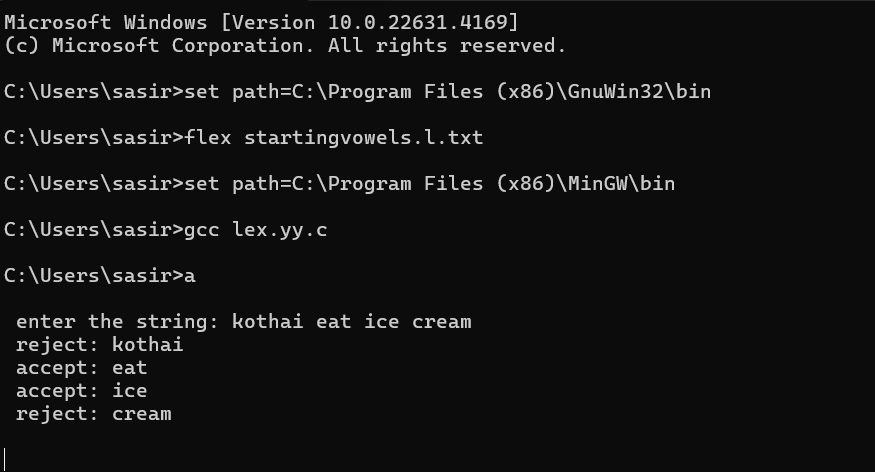 Microsoft Windows [Version 10.0.22631.4169]
(c) Microsoft Corporation. All rights reserved.
C:\Users\sasir>set path=C:\Program Files (x86)\GnuWin32\bin
C:\Users\sasir>flex startingvowels.l.txt
C:\Users\sasir>set path=C:\Program Files (x86)\MinGW\bin
C:\Users\sasir>gcc lex.yy.c
C:\Users\sasir>a
enter the string: kothai eat ice cream
reject: kothai
accept: eat
accept: ice
reject: cream